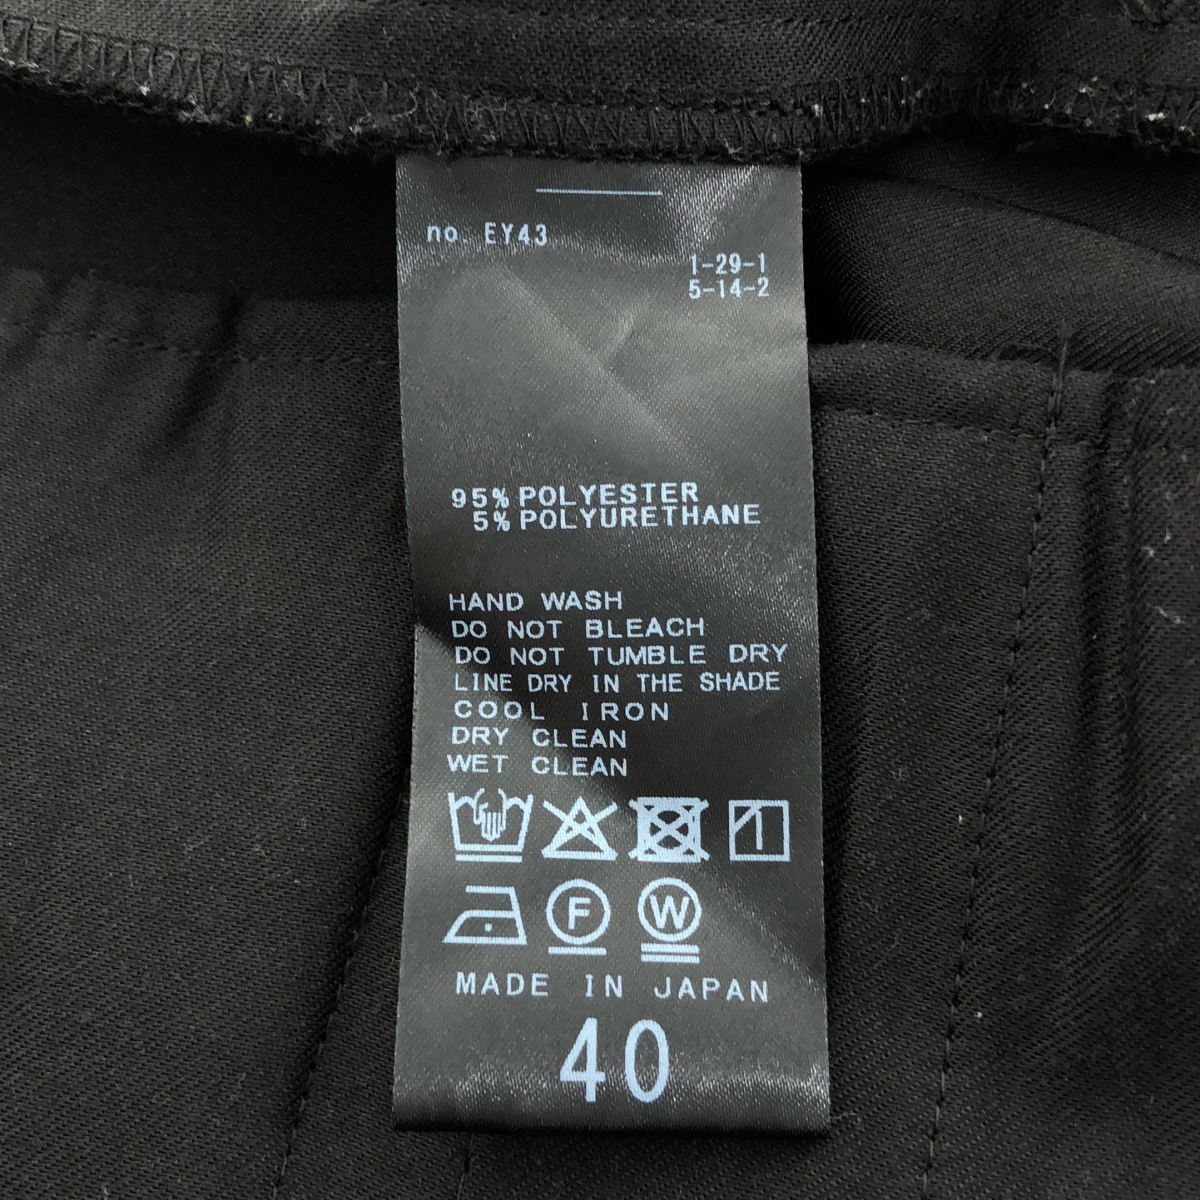 no. EY43
1-29-1
5-14-2
95% POLYESTER
5% POLYURETHANE
HAND WASH
DO NOT BLEACH
DO NOT TUMBLE DRY
LINE DRY IN THE SHADE
COOL IRON
DRY CLEAN
WET CLEAN
F W
MADE IN JAPAN
40